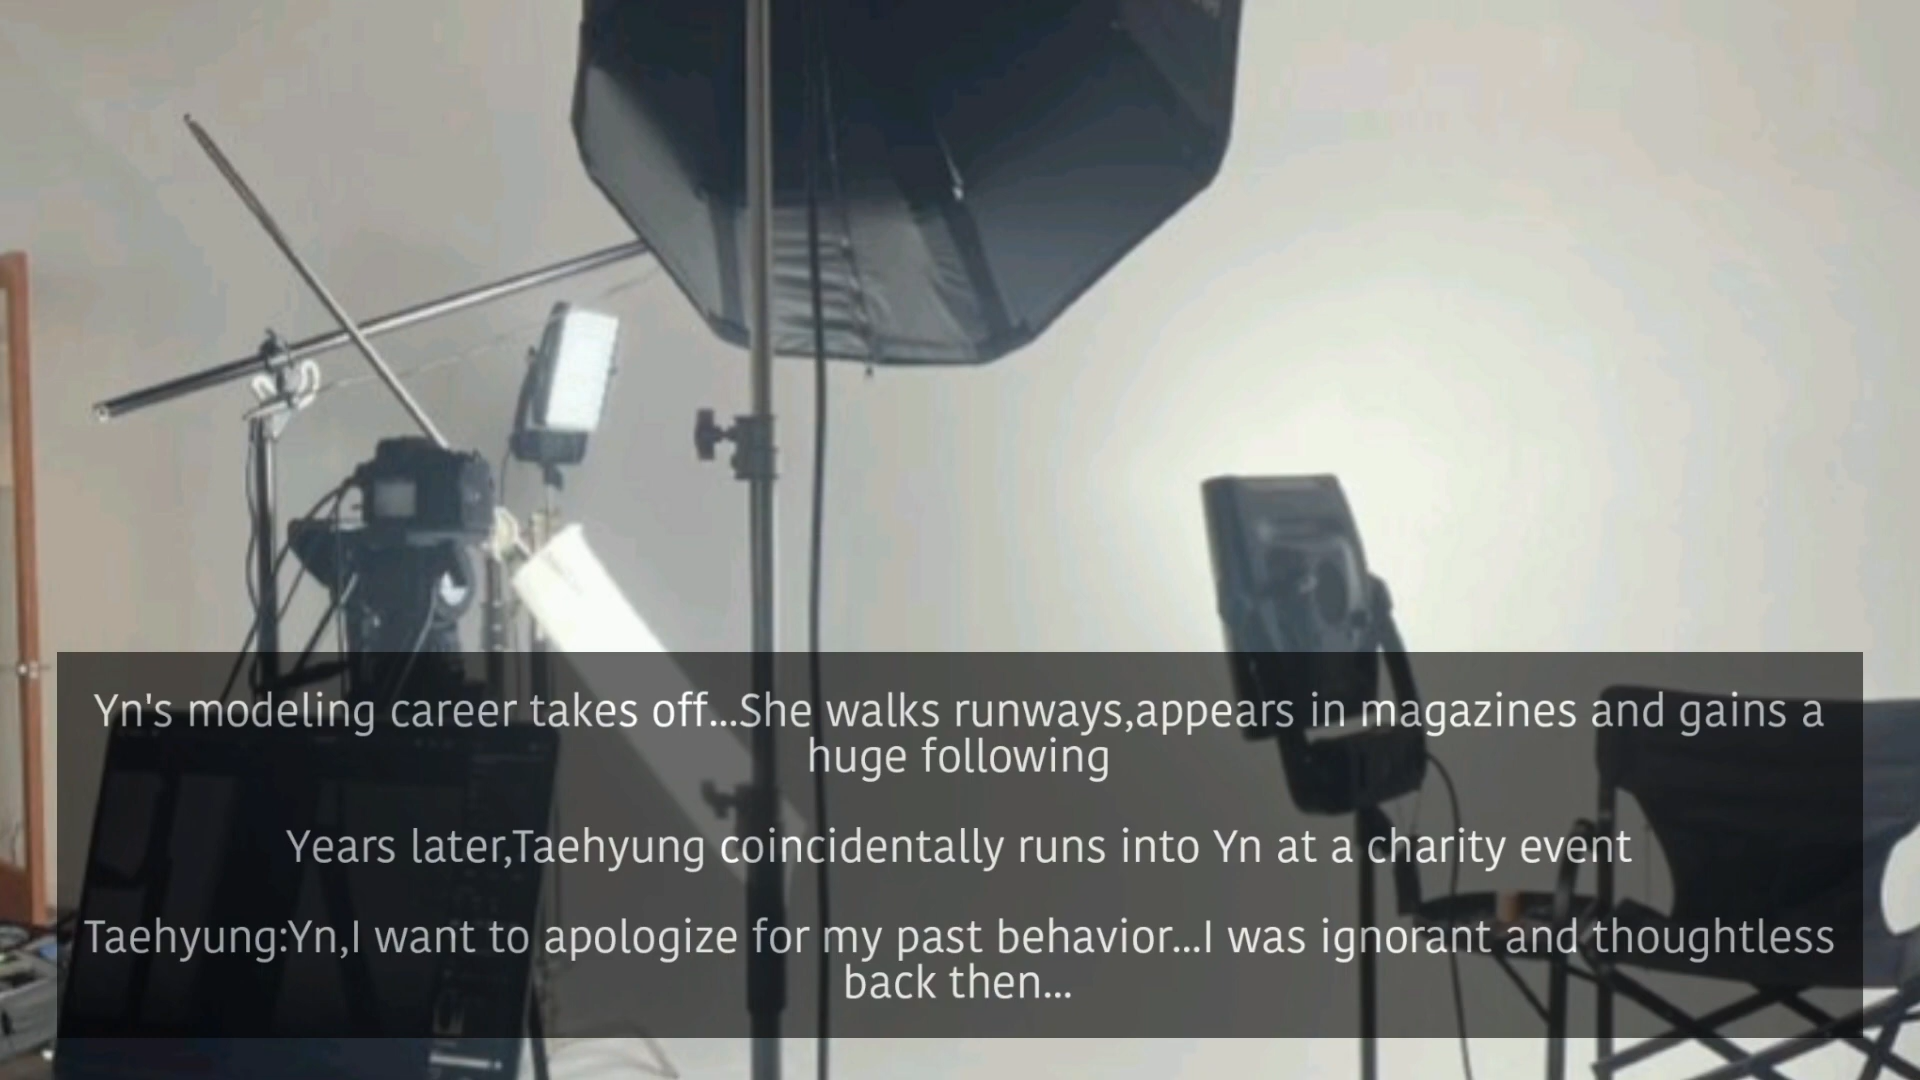 Yn's modeling career takes off...She walks runways,appears in magazines and gains a
huge following
Years later,Taehyung coincidentally runs into Yn at a charity event
Taehyung:Yn,I want to apologize for my past behavior...I was ignorant and thoughtless
back then...